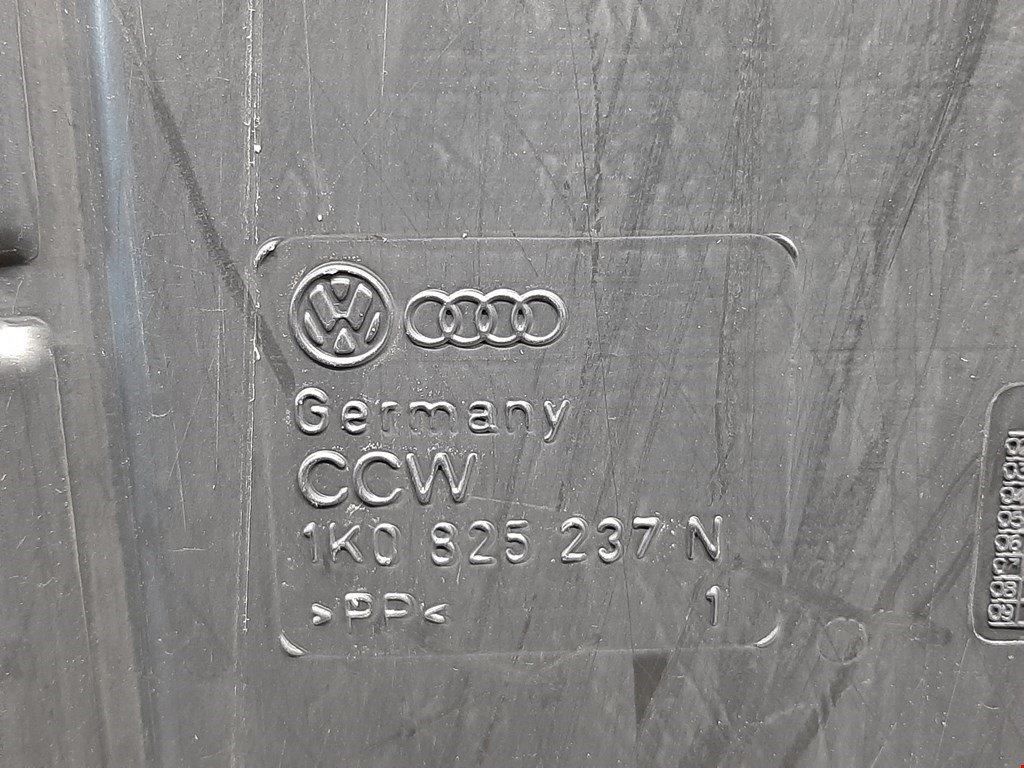 Germany
CCW
1K0 825 237 N
>PP< 1